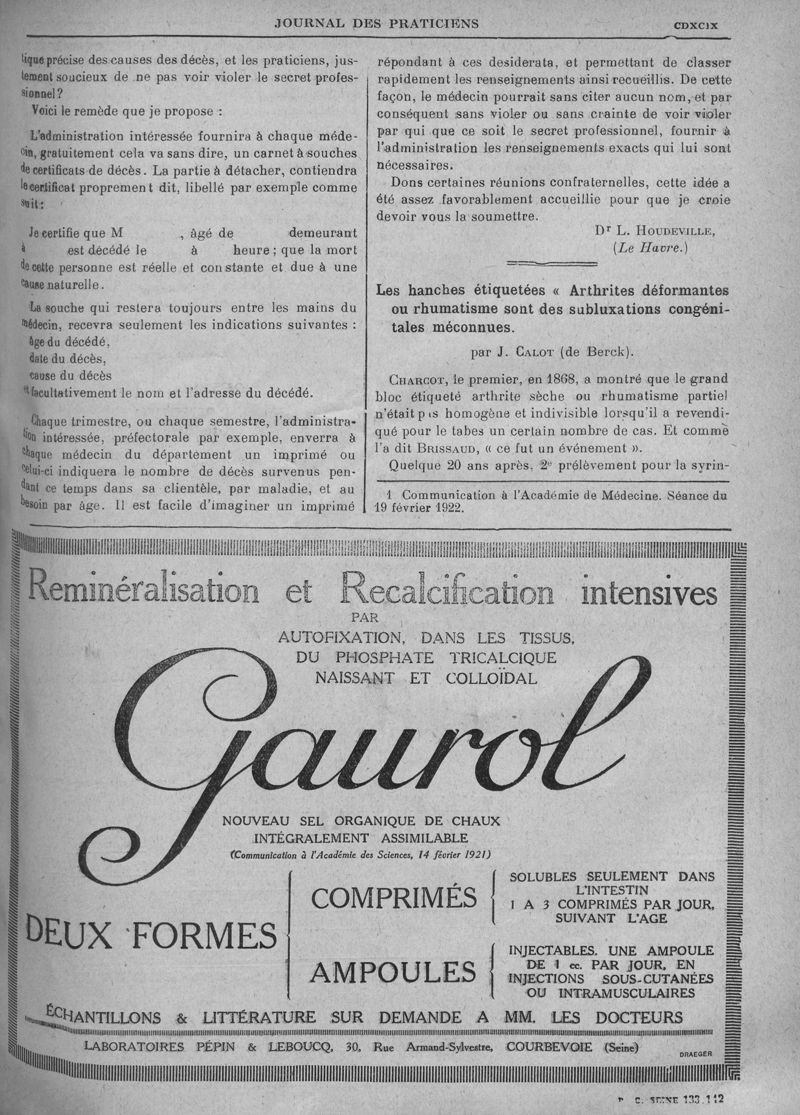 JOURNAL DES PRATICIENS
CDXCIX
tique précise des causes des décès, et les praticiens, jus-
tement soucieux de ne pas voir violer le secret profes-
sionnel ?
Voici le remède que je propose :
L'administration intéressée fournira à chaque méde-
cin, gratuitement cela va sans dire, un carnet à souches
de certificats de décès. La partie à détacher, contiendra
le certificat proprement dit, libellé par exemple comme
suit :
Je certifie que M , âgé de demeurant
à est décédé le à heure ; que la mort
de cette personne est réelle et constante et due à une
cause naturelle.
La souche qui restera toujours entre les mains du
médecin, recevra seulement les indications suivantes :
âge du décédé,
date du décès,
cause du décès
et facultativement le nom et l'adresse du décédé.
Chaque trimestre, ou chaque semestre, l'administra-
tion intéressée, préfectorale par exemple, enverra à
chaque médecin du département un imprimé ou
celui-ci indiquera le nombre de décès survenus pen-
dant ce temps dans sa clientèle, par maladie, et au
besoin par âge. Il est facile d'imaginer un imprimé
répondant à ces desiderata, et permettant de classer
rapidement les renseignements ainsi recueillis. De cette
façon, le médecin pourrait sans citer aucun nom, et par
conséquent sans violer ou sans crainte de voir violer
par qui que ce soit le secret professionnel, fournir à
l'administration les renseignements exacts qui lui sont
nécessaires.
Dons certaines réunions confraternelles, cette idée a
été assez favorablement accueillie pour que je croie
devoir vous la soumettre.
Dr L. HOUDEVILLE,
(Le Havre.)
Les hanches étiquetées « Arthrites déformantes
ou rhumatisme sont des subluxations congéni-
tales méconnues.
par J. CALOT (de Berck).
CHARCOT, le premier, en 1868, a montré que le grand
bloc étiqueté arthrite sèche ou rhumatisme partiel
n'était pas homogène et indivisible lorsqu'il a revendi-
qué pour le tabes un certain nombre de cas. Et comme
l'a dit BRISSAUD, « ce fut un événement ».
Quelque 20 ans après, 2e prélèvement pour la syrin-
1 Communication à l'Académie de Médecine. Séance du
19 février 1922.
Reminéralisation et Recalcification intensives
PAR
AUTOFIXATION, DANS LES TISSUS,
DU PHOSPHATE TRICALCIQUE
NAISSANT ET COLLOÏDAL
Gaurol
NOUVEAU SEL ORGANIQUE DE CHAUX
INTÉGRALEMENT ASSIMILABLE
(Communication à l'Académie des Sciences, 14 février 1921)
DEUX FORMES
COMPRIMÉS
SOLUBLES SEULEMENT DANS
L'INTESTIN
1 A 3 COMPRIMÉS PAR JOUR,
SUIVANT L'AGE
AMPOULES
INJECTABLES. UNE AMPOULE
DE 1 cc. PAR JOUR, EN
INJECTIONS SOUS-CUTANÉES
OU INTRAMUSCULAIRES
ÉCHANTILLONS & LITTÉRATURE SUR DEMANDE A MM. LES DOCTEURS
LABORATOIRES PÉPIN & LEBOUCQ, 30, Rue Armand-Sylvestre, COURBEVOIE (Seine)
DRAEGER
C. SEINE 133.112